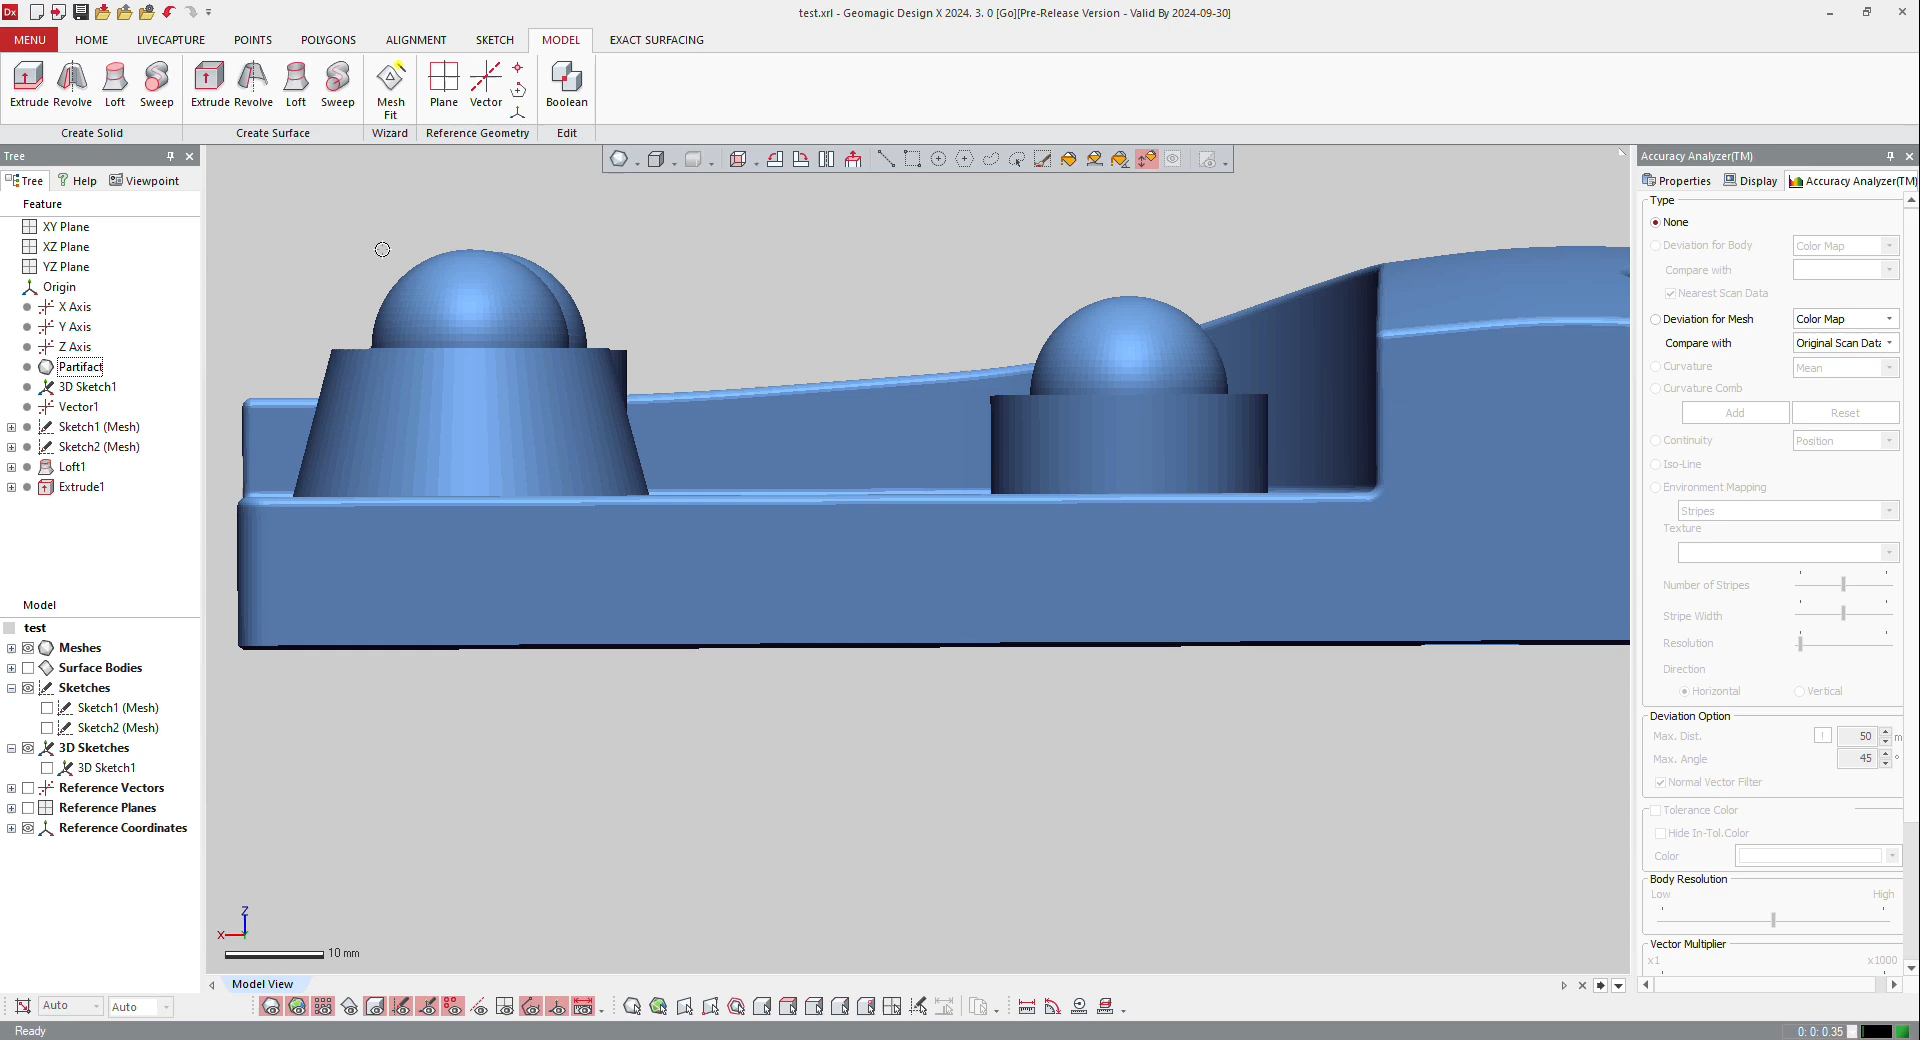 Dx
test.xrl - Geomagic Design X 2024. 3. 0 [Go][Pre-Release Version - Valid By 2024-09-30]
MENU HOME LIVECAPTURE POINTS POLYGONS ALIGNMENT SKETCH MODEL EXACT SURFACING
Extrude Revolve Loft Sweep Extrude Revolve Loft Sweep Mesh Fit Plane Vector Boolean
Create Solid Create Surface Wizard Reference Geometry Edit
Tree
Tree Help Viewpoint
Feature
XY Plane
XZ Plane
YZ Plane
Origin
X Axis
Y Axis
Z Axis
Partifact
3D Sketch1
Vector1
Sketch1 (Mesh)
Sketch2 (Mesh)
Loft1
Extrude1
Model
test
Meshes
Surface Bodies
Sketches
Sketch1 (Mesh)
Sketch2 (Mesh)
3D Sketches
3D Sketch1
Reference Vectors
Reference Planes
Reference Coordinates
Z
X
Y
10 mm
Model View
Accuracy Analyzer(TM)
Properties Display Accuracy Analyzer(TM)
Type
None
Deviation for Body Color Map
Compare with
Nearest Scan Data
Deviation for Mesh Color Map
Compare with Original Scan Data
Curvature Mean
Curvature Comb
Add Reset
Continuity Position
Iso-Line
Environment Mapping
Stripes
Texture
Number of Stripes
Stripe Width
Resolution
Direction
Horizontal Vertical
Deviation Option
Max. Dist. ! 50 m
Max. Angle 45 °
Normal Vector Filter
Tolerance Color
Hide In-Tol.Color
Color
Body Resolution
Low High
Vector Multiplier
x1 x1000
Auto Auto
Ready 0: 0: 0.35